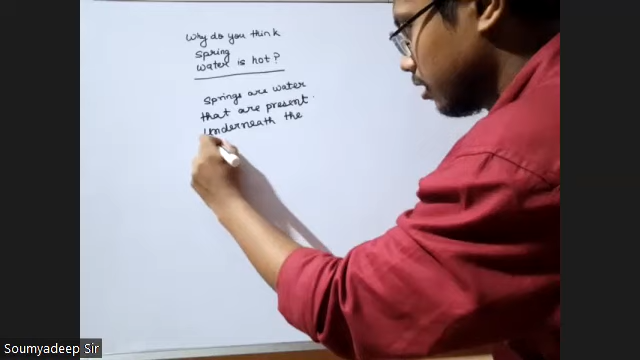 Why do you think
spring
water is hot?
Springs are water
that are present.
Underneath the
Soumyadeep Sir